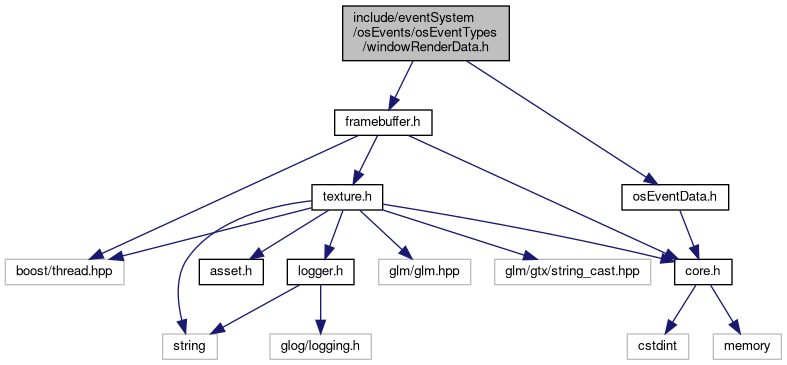 include/eventSystem
/osEvents/osEventTypes
/windowRenderData.h
framebuffer.h
texture.h
osEventData.h
boost/thread.hpp
asset.h
logger.h
glm/glm.hpp
glm/gtx/string_cast.hpp
core.h
string
glog/logging.h
cstdint
memory